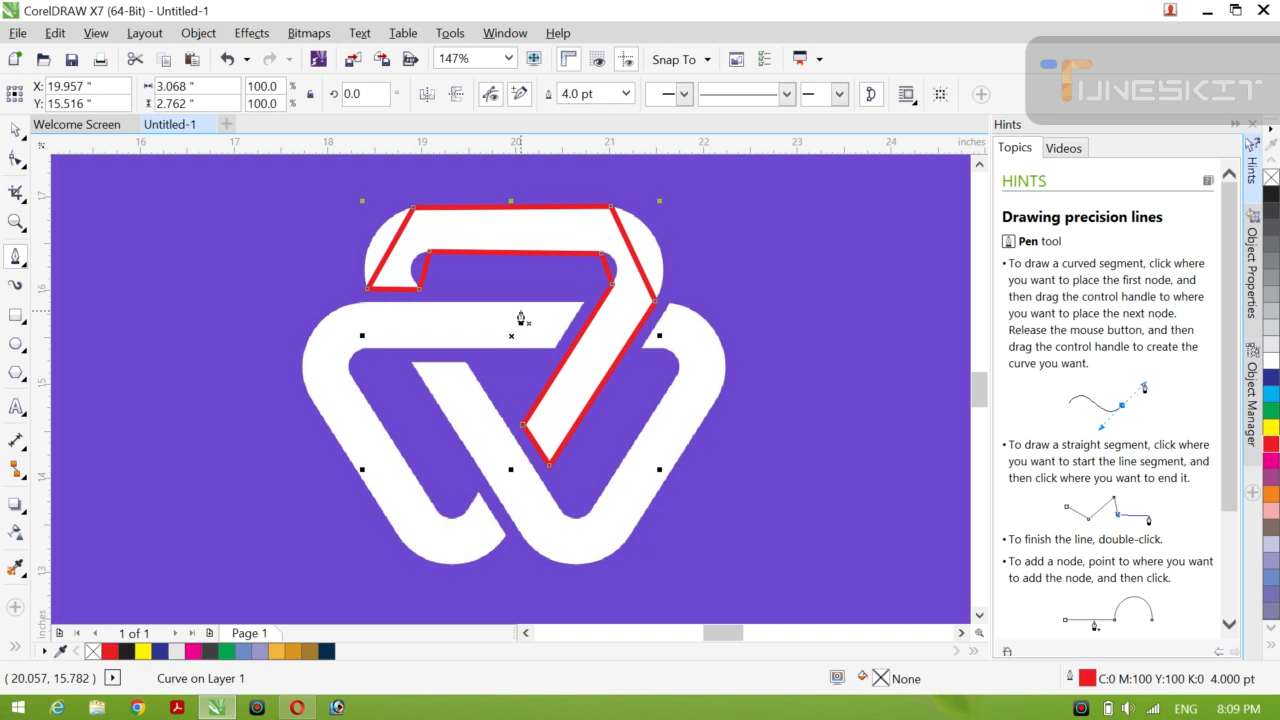 CorelDRAW X7 (64-Bit) - Untitled-1
File Edit View Layout Object Effects Bitmaps Text Table Tools Window Help
147% Snap To
TUNESKIT
X: 19.957 " 3.068 " 100.0 %
Y: 15.516 " 2.762 " 100.0 %
0.0 °
4.0 pt
Welcome Screen Untitled-1
16 17 18 19 20 21 22 23 24 inches
17
16
15
14
13
inches
Hints
Topics Videos
HINTS
Drawing precision lines
Pen tool
• To draw a curved segment, click where
you want to place the first node, and
then drag the control handle to where
you want to place the next node.
Release the mouse button, and then
drag the control handle to create the
curve you want.
• To draw a straight segment, click where
you want to start the line segment, and
then click where you want to end it.
• To finish the line, double-click.
• To add a node, point to where you want
to add the node, and then click.
Hints
Object Properties
Object Manager
1 of 1 Page 1
( 20.057, 15.782 ) Curve on Layer 1 None C:0 M:100 Y:100 K:0 4.000 pt
ENG 8:09 PM